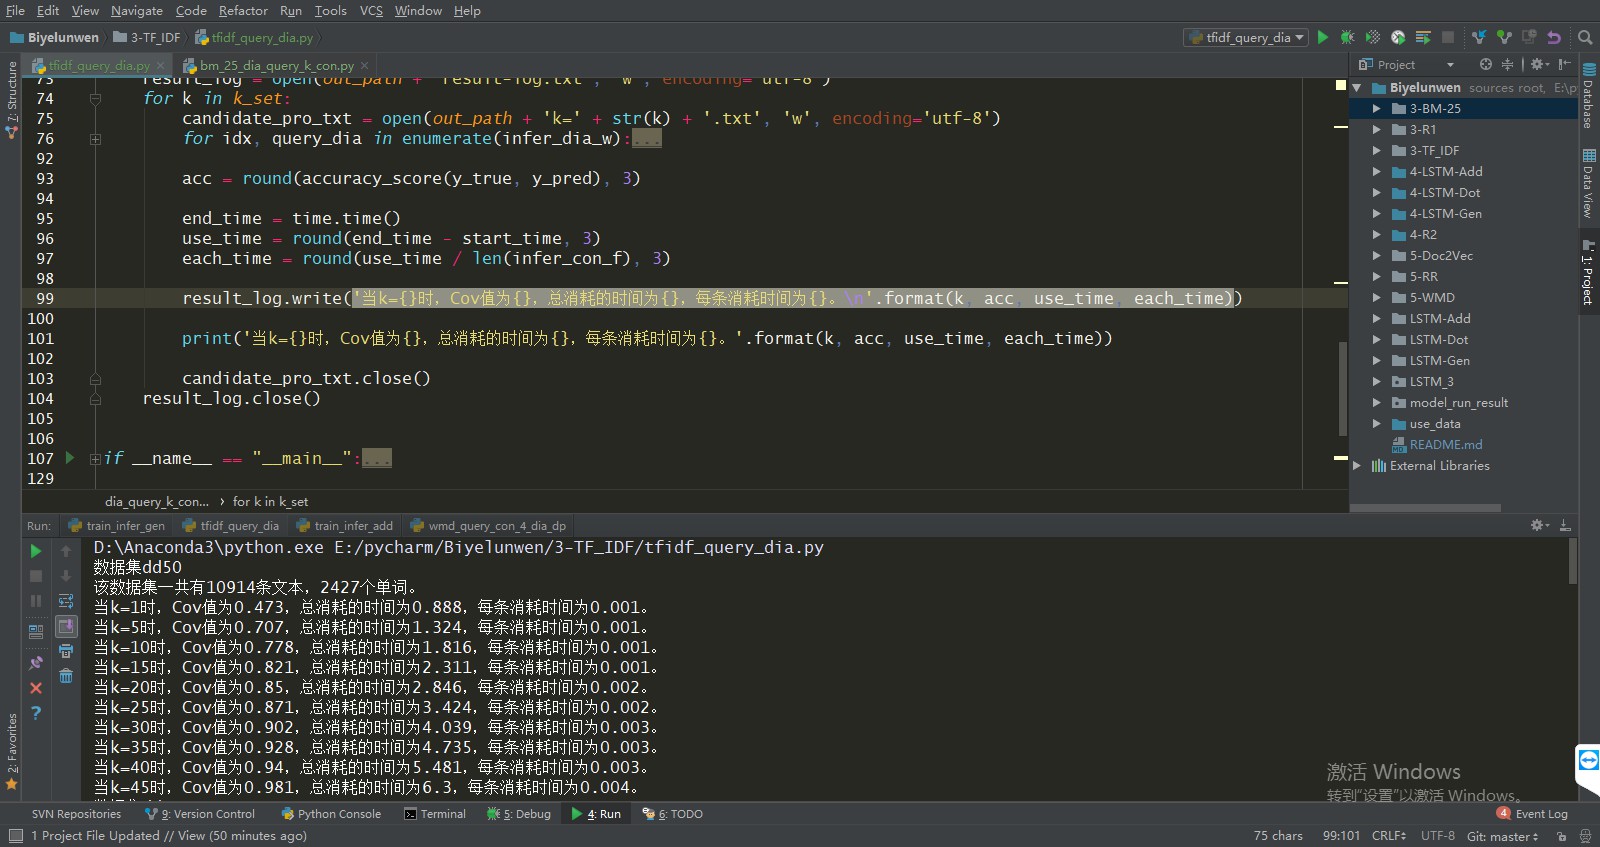 File Edit View Navigate Code Refactor Run Tools VCS Window Help
Biyelunwen 3-TF_IDF tfidf_query_dia.py tfidf_query_dia
tfidf_query_dia.py bm_25_dia_query_k_con.py
Project
73 result_log = open(out_path + 'result-log.txt', 'w', encoding='utf-8')
74 for k in k_set:
75 candidate_pro_txt = open(out_path + 'k=' + str(k) + '.txt', 'w', encoding='utf-8')
76 for idx, query_dia in enumerate(infer_dia_w):...
92
93 acc = round(accuracy_score(y_true, y_pred), 3)
94
95 end_time = time.time()
96 use_time = round(end_time - start_time, 3)
97 each_time = round(use_time / len(infer_con_f), 3)
98
99 result_log.write('当k={}时，Cov值为{}，总消耗的时间为{}，每条消耗时间为{}。\n'.format(k, acc, use_time, each_time))
100
101 print('当k={}时，Cov值为{}，总消耗的时间为{}，每条消耗时间为{}。'.format(k, acc, use_time, each_time))
102
103 candidate_pro_txt.close()
104 result_log.close()
105
106
107 if __name__ == "__main__":...
129
dia_query_k_con... › for k in k_set
Biyelunwen sources root, E:\p
3-BM-25
3-R1
3-TF_IDF
4-LSTM-Add
4-LSTM-Dot
4-LSTM-Gen
4-R2
5-Doc2Vec
5-RR
5-WMD
LSTM-Add
LSTM-Dot
LSTM-Gen
LSTM_3
model_run_result
use_data
README.md
External Libraries
Z: Structure
2: Favorites
Database
Data View
1: Project
Run: train_infer_gen tfidf_query_dia train_infer_add wmd_query_con_4_dia_dp
D:\Anaconda3\python.exe E:/pycharm/Biyelunwen/3-TF_IDF/tfidf_query_dia.py
数据集dd50
该数据集一共有10914条文本，2427个单词。
当k=1时，Cov值为0.473，总消耗的时间为0.888，每条消耗时间为0.001。
当k=5时，Cov值为0.707，总消耗的时间为1.324，每条消耗时间为0.001。
当k=10时，Cov值为0.778，总消耗的时间为1.816，每条消耗时间为0.001。
当k=15时，Cov值为0.821，总消耗的时间为2.311，每条消耗时间为0.001。
当k=20时，Cov值为0.85，总消耗的时间为2.846，每条消耗时间为0.002。
当k=25时，Cov值为0.871，总消耗的时间为3.424，每条消耗时间为0.002。
当k=30时，Cov值为0.902，总消耗的时间为4.039，每条消耗时间为0.003。
当k=35时，Cov值为0.928，总消耗的时间为4.735，每条消耗时间为0.003。
当k=40时，Cov值为0.94，总消耗的时间为5.481，每条消耗时间为0.003。
当k=45时，Cov值为0.981，总消耗的时间为6.3，每条消耗时间为0.004。
激活 Windows
转到“设置”以激活 Windows。
SVN Repositories 9: Version Control Python Console Terminal 5: Debug 4: Run 6: TODO 4 Event Log
1 Project File Updated // View (50 minutes ago) 75 chars 99:101 CRLF UTF-8 Git: master